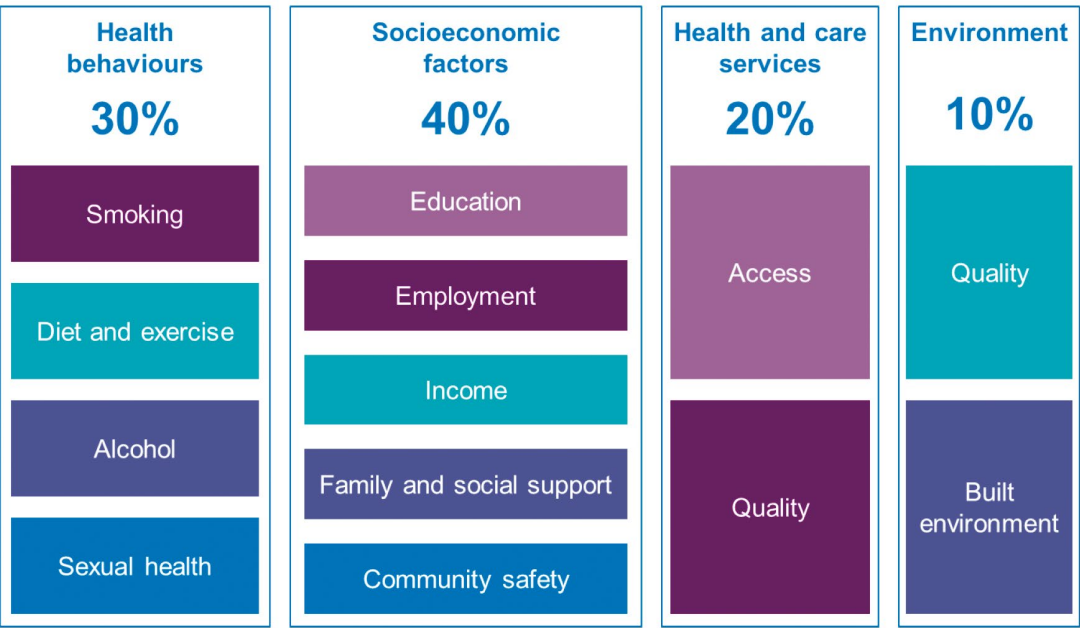 Health
behaviours
30%
Smoking
Diet and exercise
Alcohol
Sexual health
Socioeconomic
factors
40%
Education
Employment
Income
Family and social support
Community safety
Health and care
services
20%
Access
Quality
Environment
10%
Quality
Built
environment